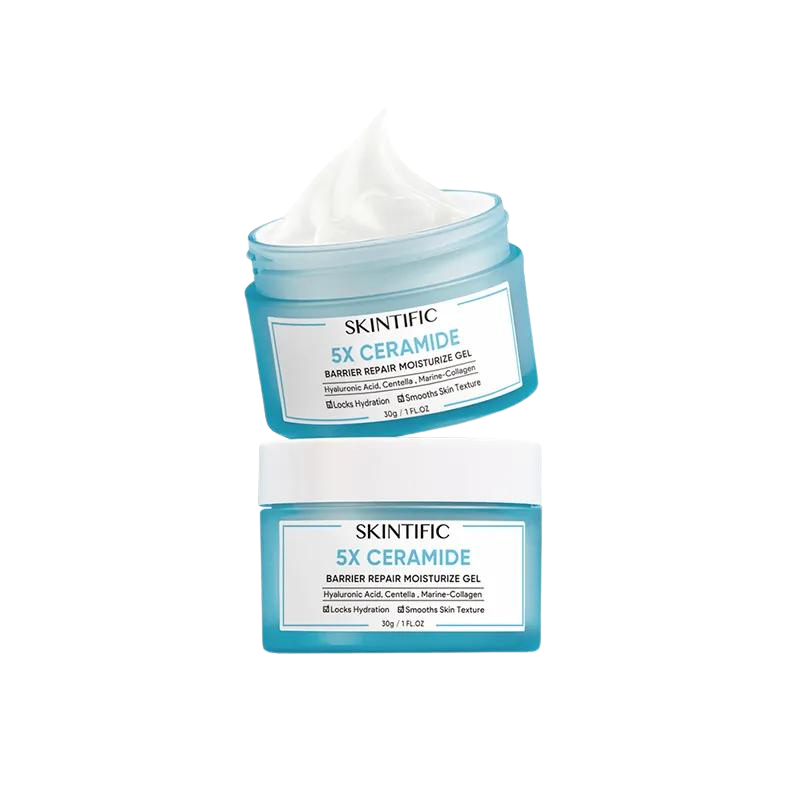 SKINTIFIC
5X CERAMIDE
BARRIER REPAIR MOISTURIZE GEL
Hyaluronic Acid, Centella , Marine-Collagen
Locks Hydration Smooths Skin Texture
30g / 1 FL.OZ
SKINTIFIC
5X CERAMIDE
BARRIER REPAIR MOISTURIZE GEL
Hyaluronic Acid, Centella , Marine-Collagen
Locks Hydration Smooths Skin Texture
30g / 1 FL.OZ